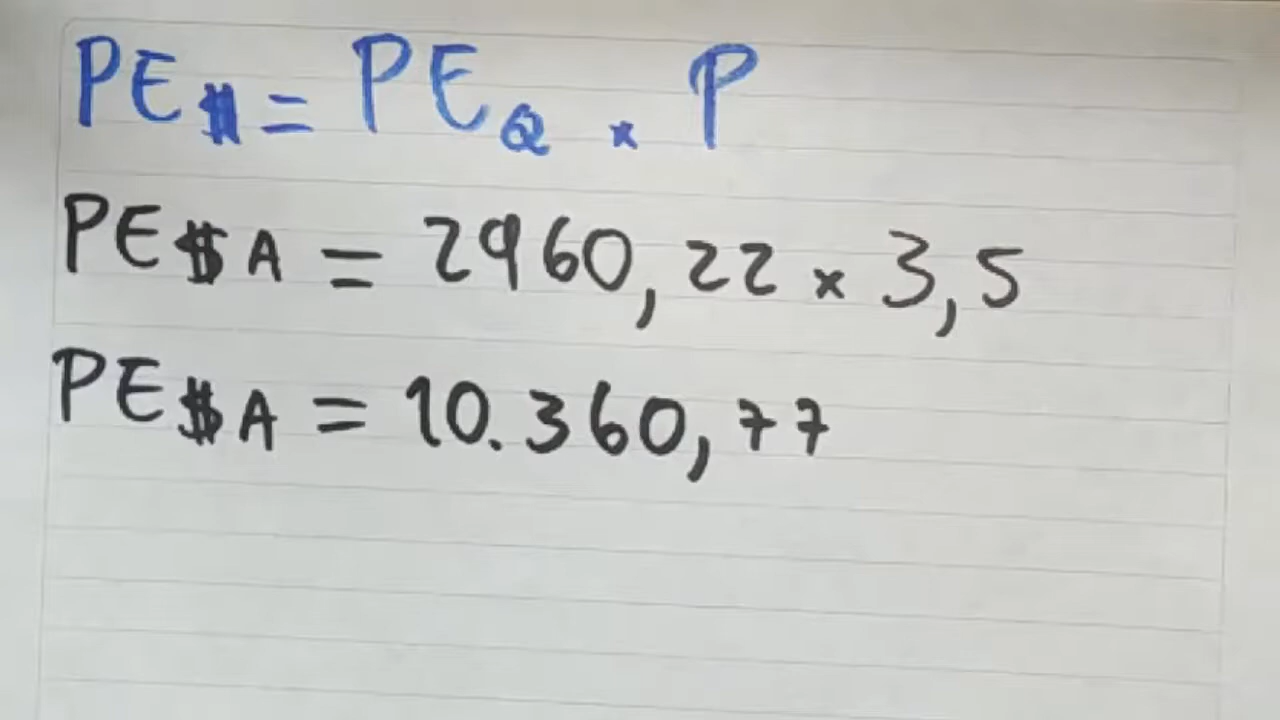 PE$ = PEQ × P
PE$A = 2960,22 × 3,5
PE$A = 10.360,77